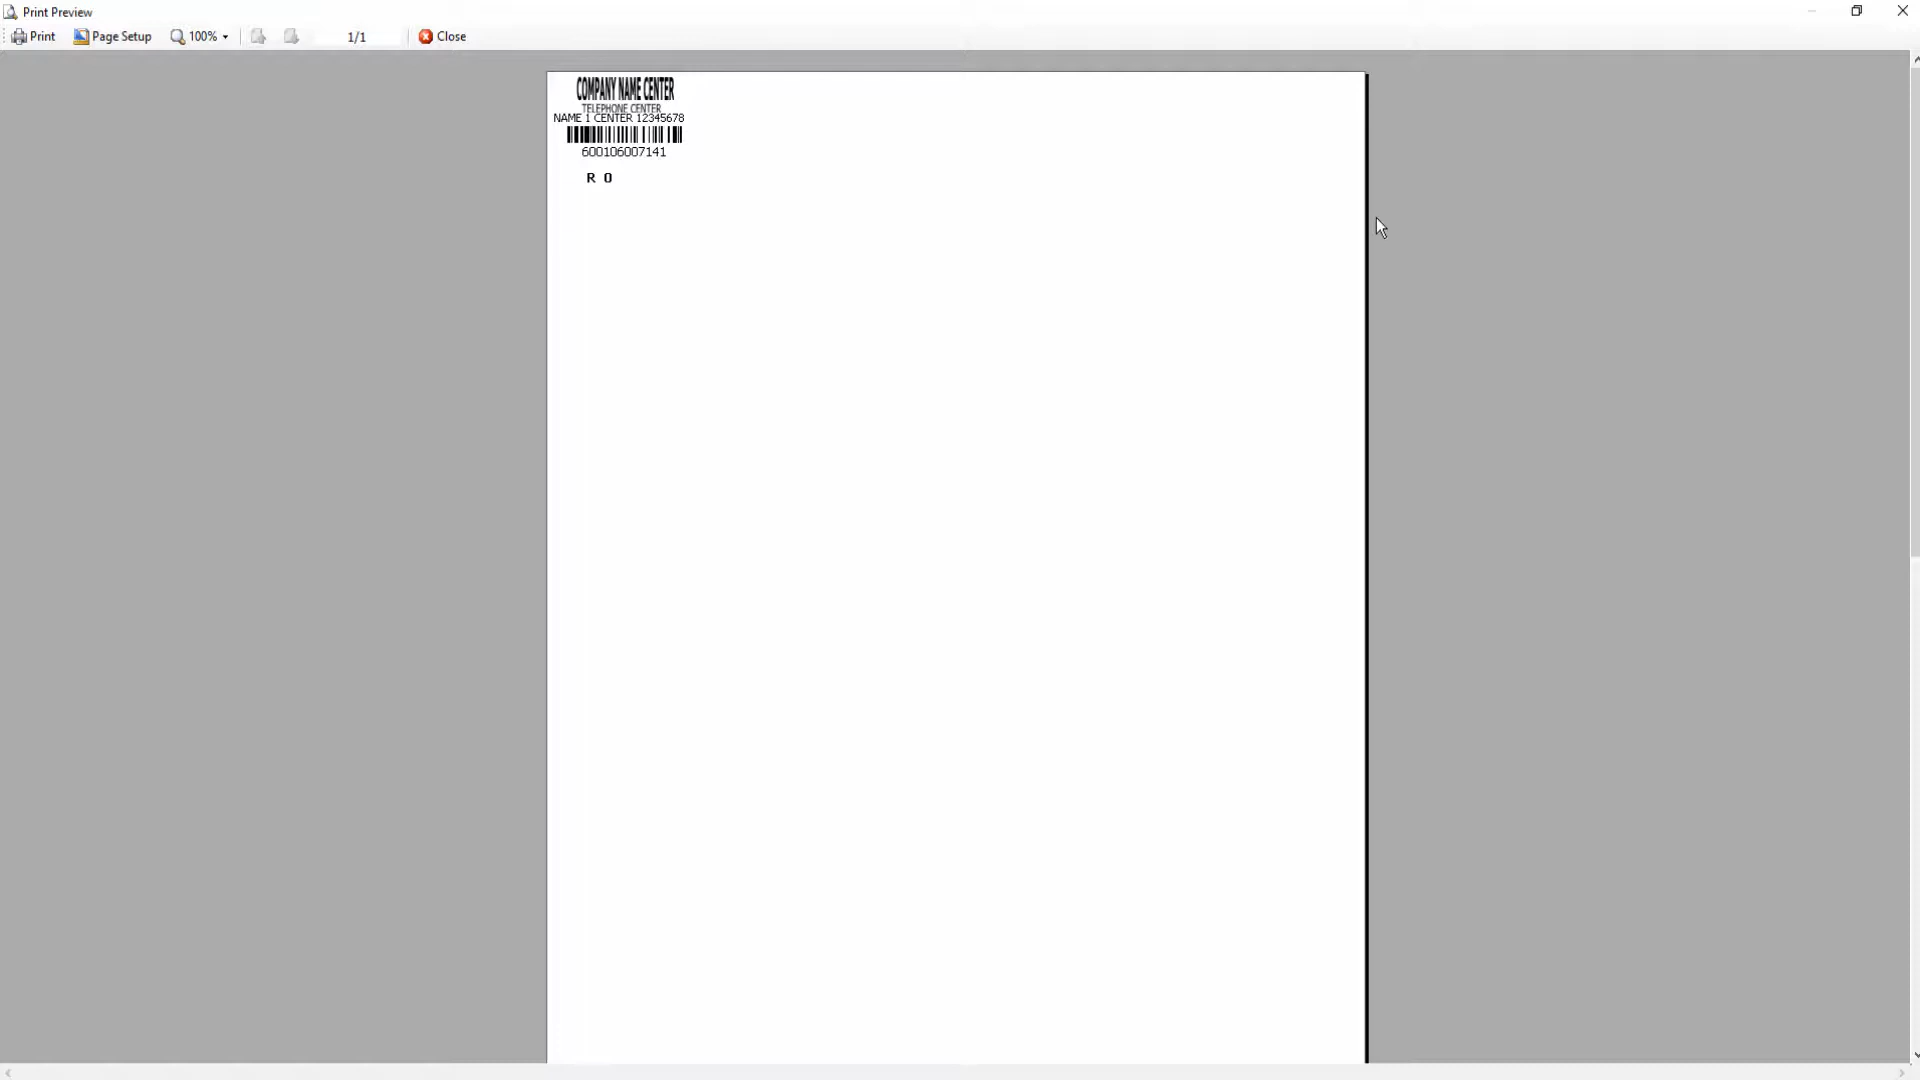 Print Preview
Print Page Setup 100% 1/1 Close
COMPANY NAME CENTER
TELEPHONE CENTER
NAME 1 CENTER 12345678
600106007141
R 0